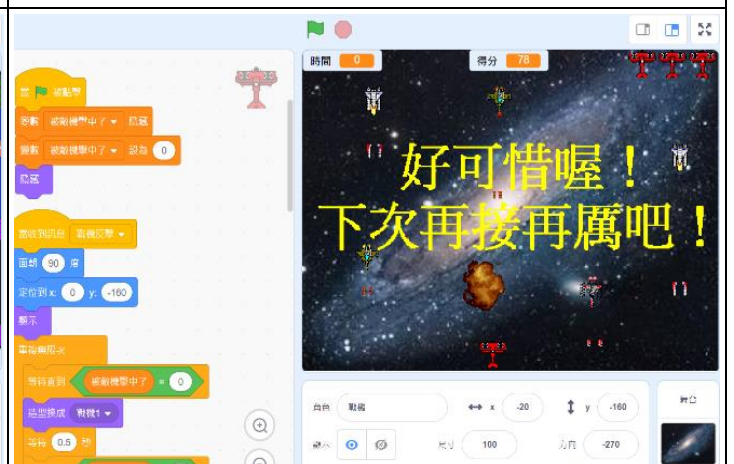 當 被點擊
變數 被敵機擊中了 隱藏
變數 被敵機擊中了 設為 0
隱藏
當收到訊息 戰機反擊
面朝 90 度
定位到 x: 0 y: -160
顯示
重複無限次
等待直到 被敵機擊中了 = 0
造型換成 戰機1
等待 0.5 秒
時間 0
得分 78
好可惜喔！
下次再接再厲吧！
角色 戰機 x -20 y -160
顯示 尺寸 100 方向 -270
舞台